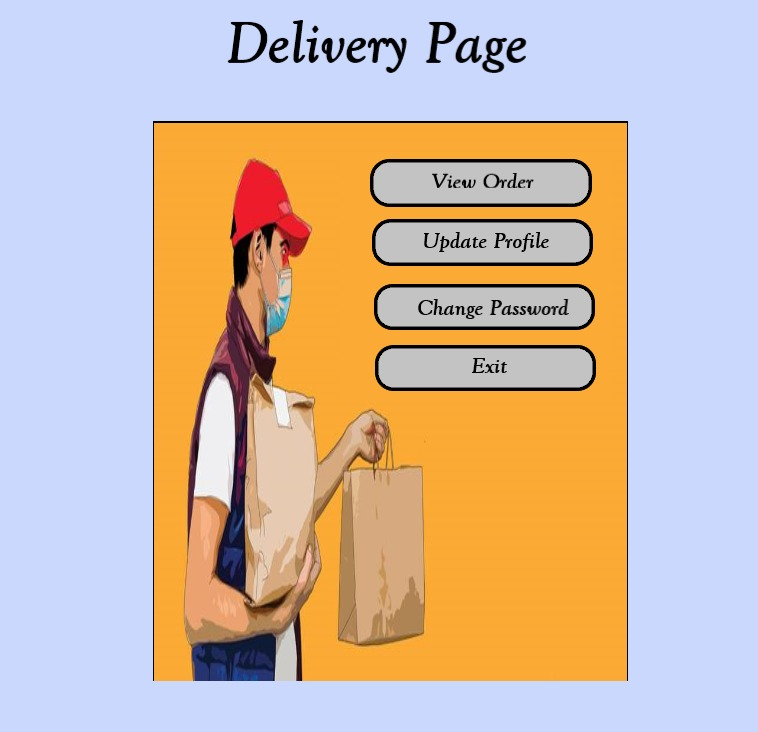 Delivery Page
View Order
Update Profile
Change Password
Exit